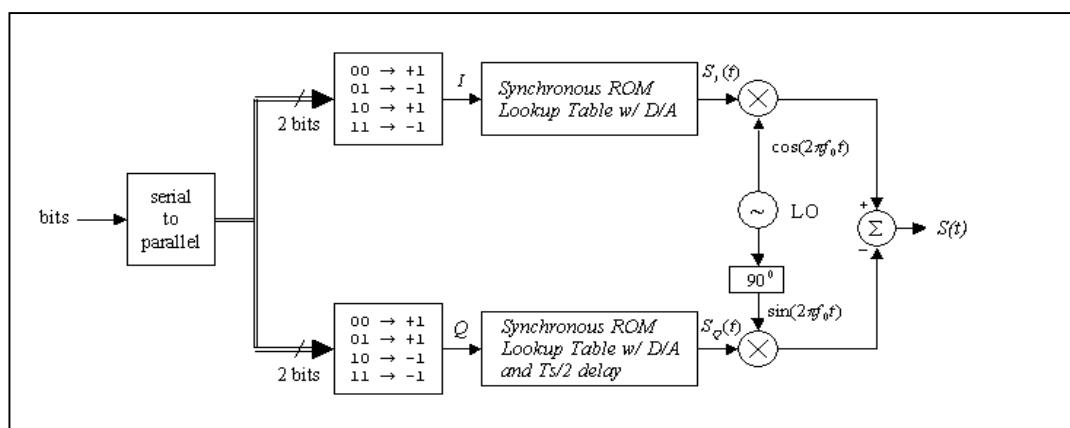 bits
serial
to
parallel
2 bits
00 → +1
01 → -1
10 → +1
11 → -1
I
Synchronous ROM
Lookup Table w/ D/A
S_I(t)
cos(2πf₀t)
~
LO
90⁰
sin(2πf₀t)
2 bits
00 → +1
01 → +1
10 → -1
11 → -1
Q
Synchronous ROM
Lookup Table w/ D/A
and Ts/2 delay
S_Q(t)
+
Σ
−
S(t)